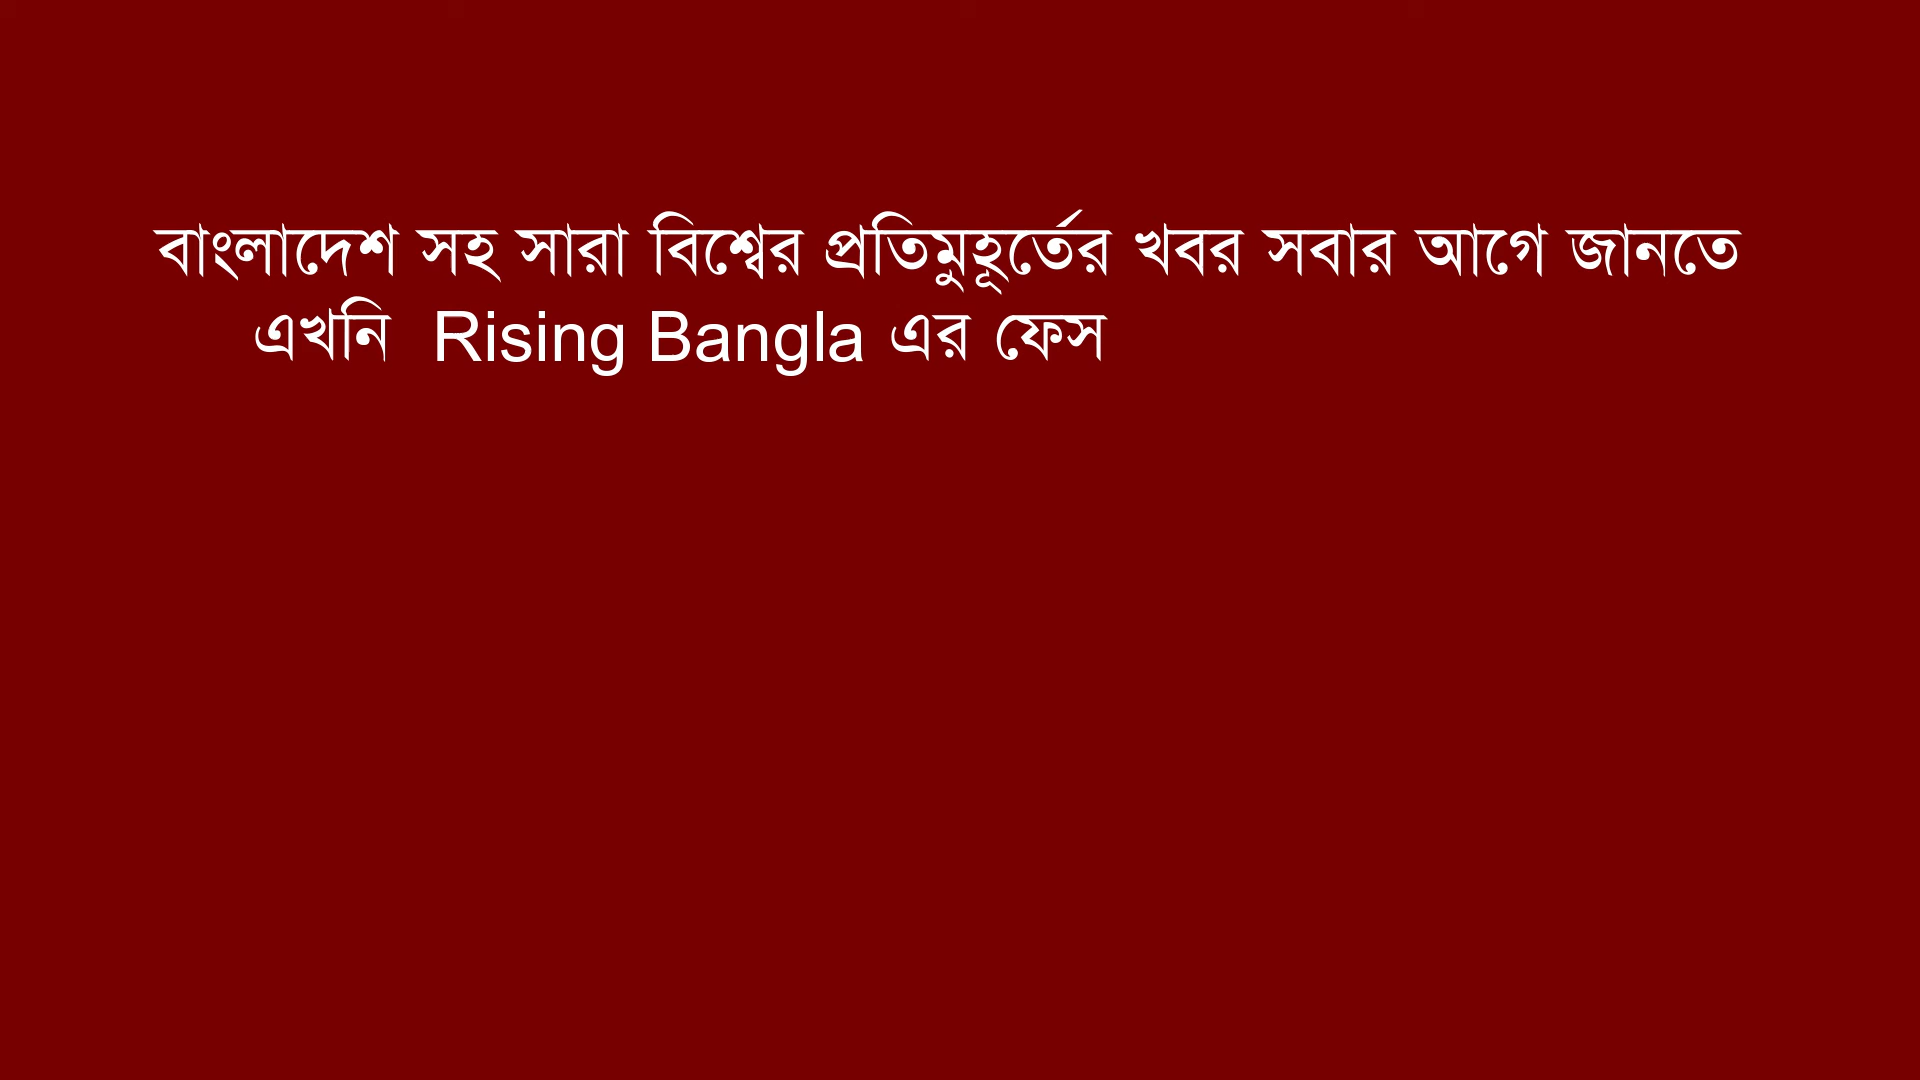 বাংলাদেশ সহ সারা বিশ্বের প্রতিমুহূর্তের খবর সবার আগে জানতে
এখনি Rising Bangla এর ফেস